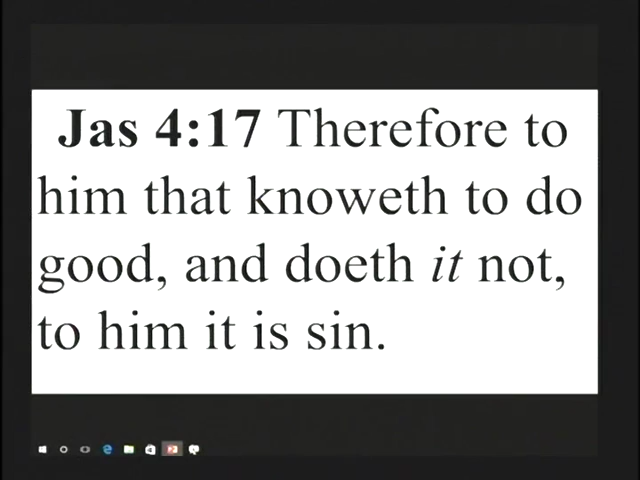 Jas 4:17 Therefore to
him that knoweth to do
good, and doeth it not,
to him it is sin.